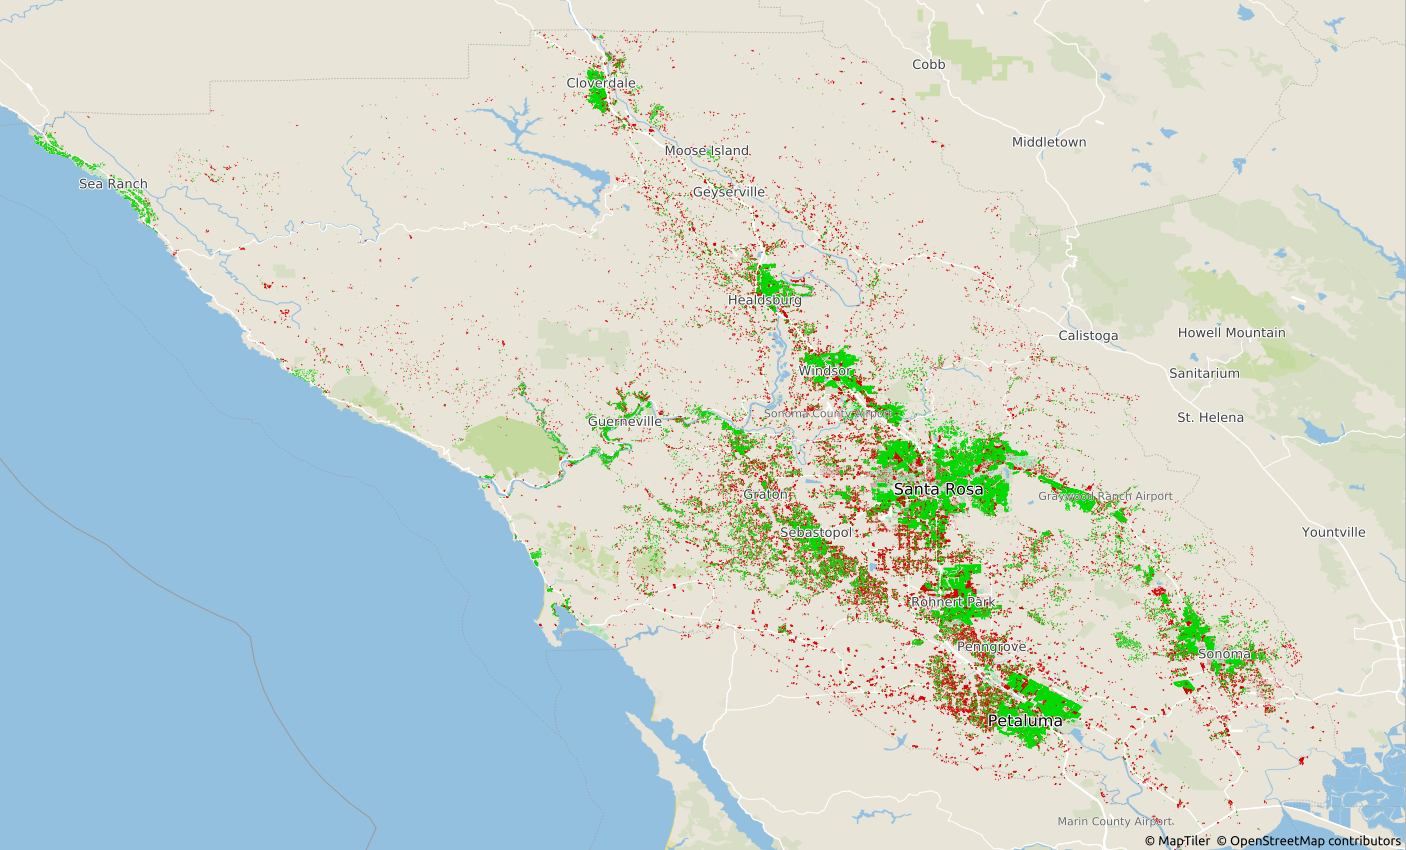 Cobb
Cloverdale
Middletown
Moose Island
Sea Ranch
Geyserville
Healdsburg
Calistoga
Howell Mountain
Windsor
Sanitarium
Sonoma County Airport
St. Helena
Guerneville
Santa Rosa
Graton
Graywood Ranch Airport
Sebastopol
Yountville
Rohnert Park
Penngrove
Sonoma
Petaluma
Marin County Airport
© MapTiler © OpenStreetMap contributors